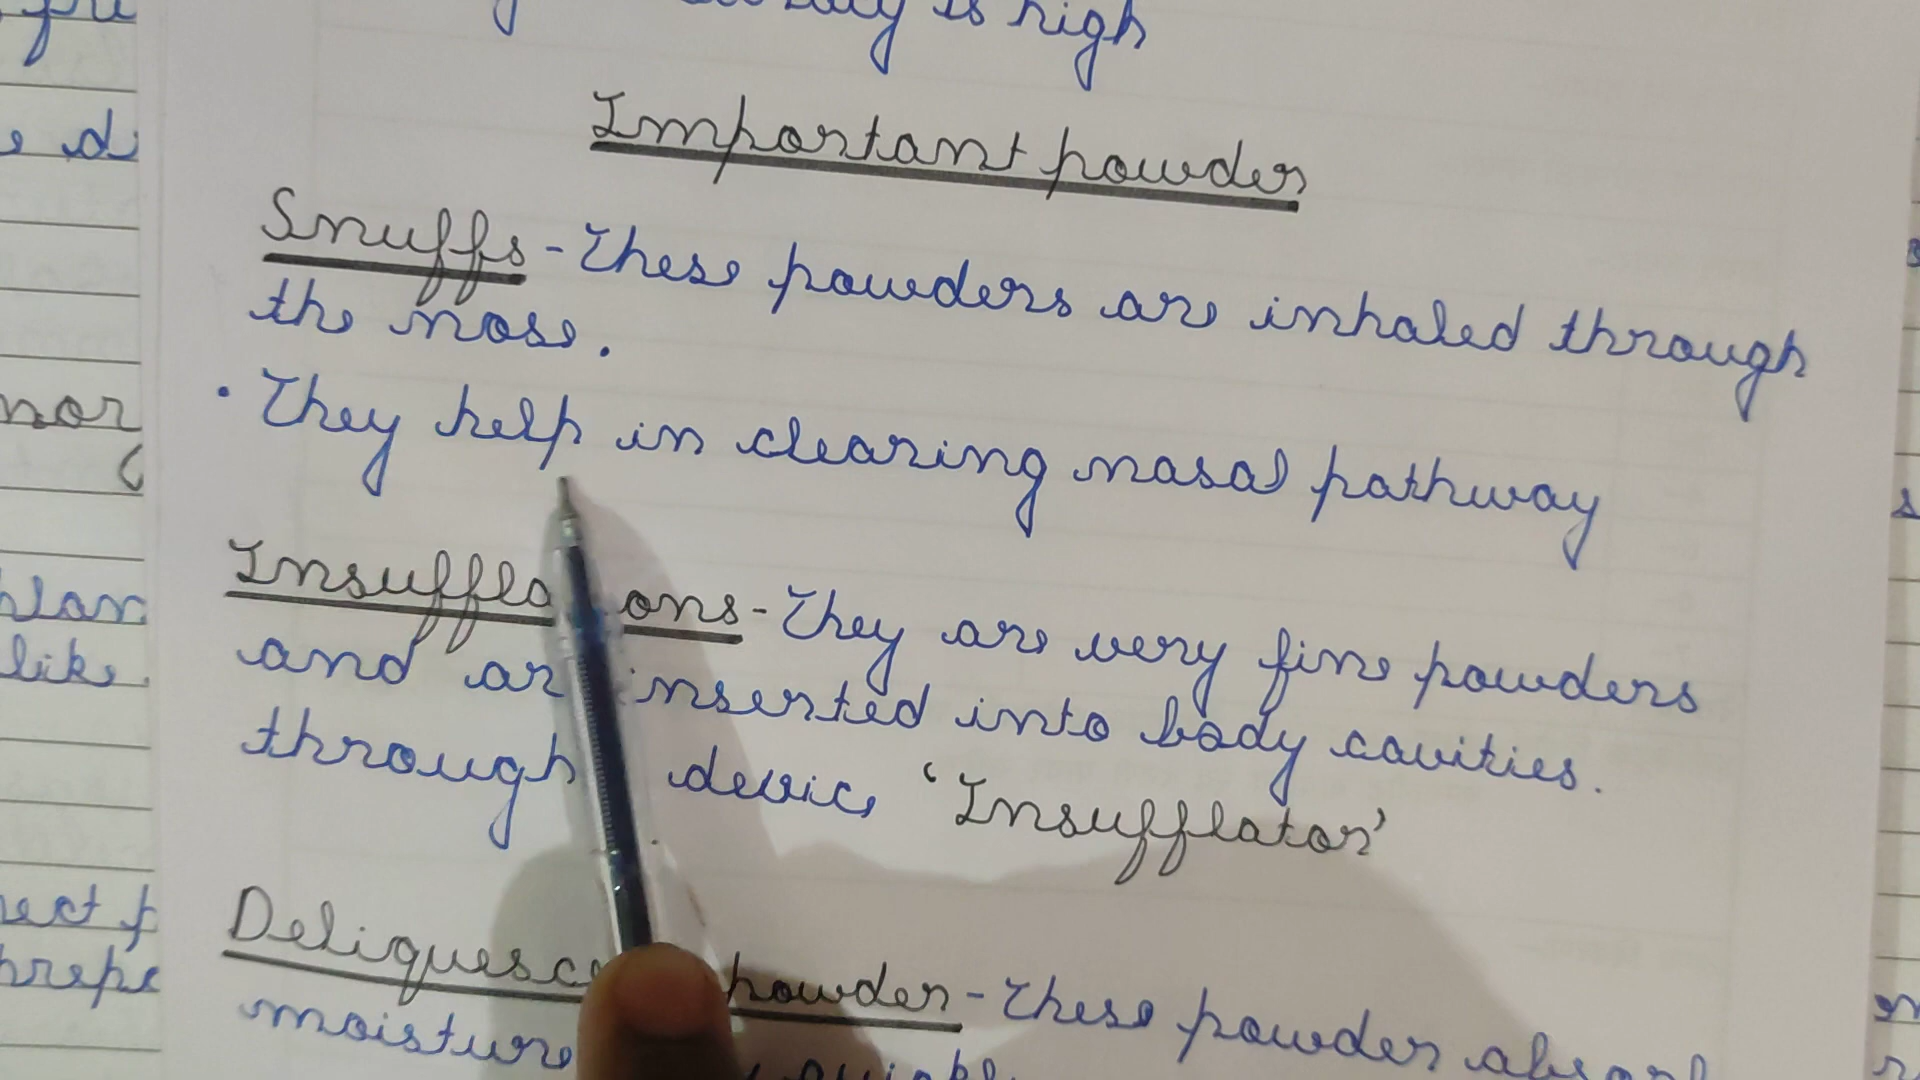 is high
Important powder
Snuffs - These powders are inhaled through
the nose.
• They help in clearing nasal pathway
Insufflations - They are very fine powders
and are inserted into body cavities.
through device 'Insufflator'
powder - These powder absorb
moisture